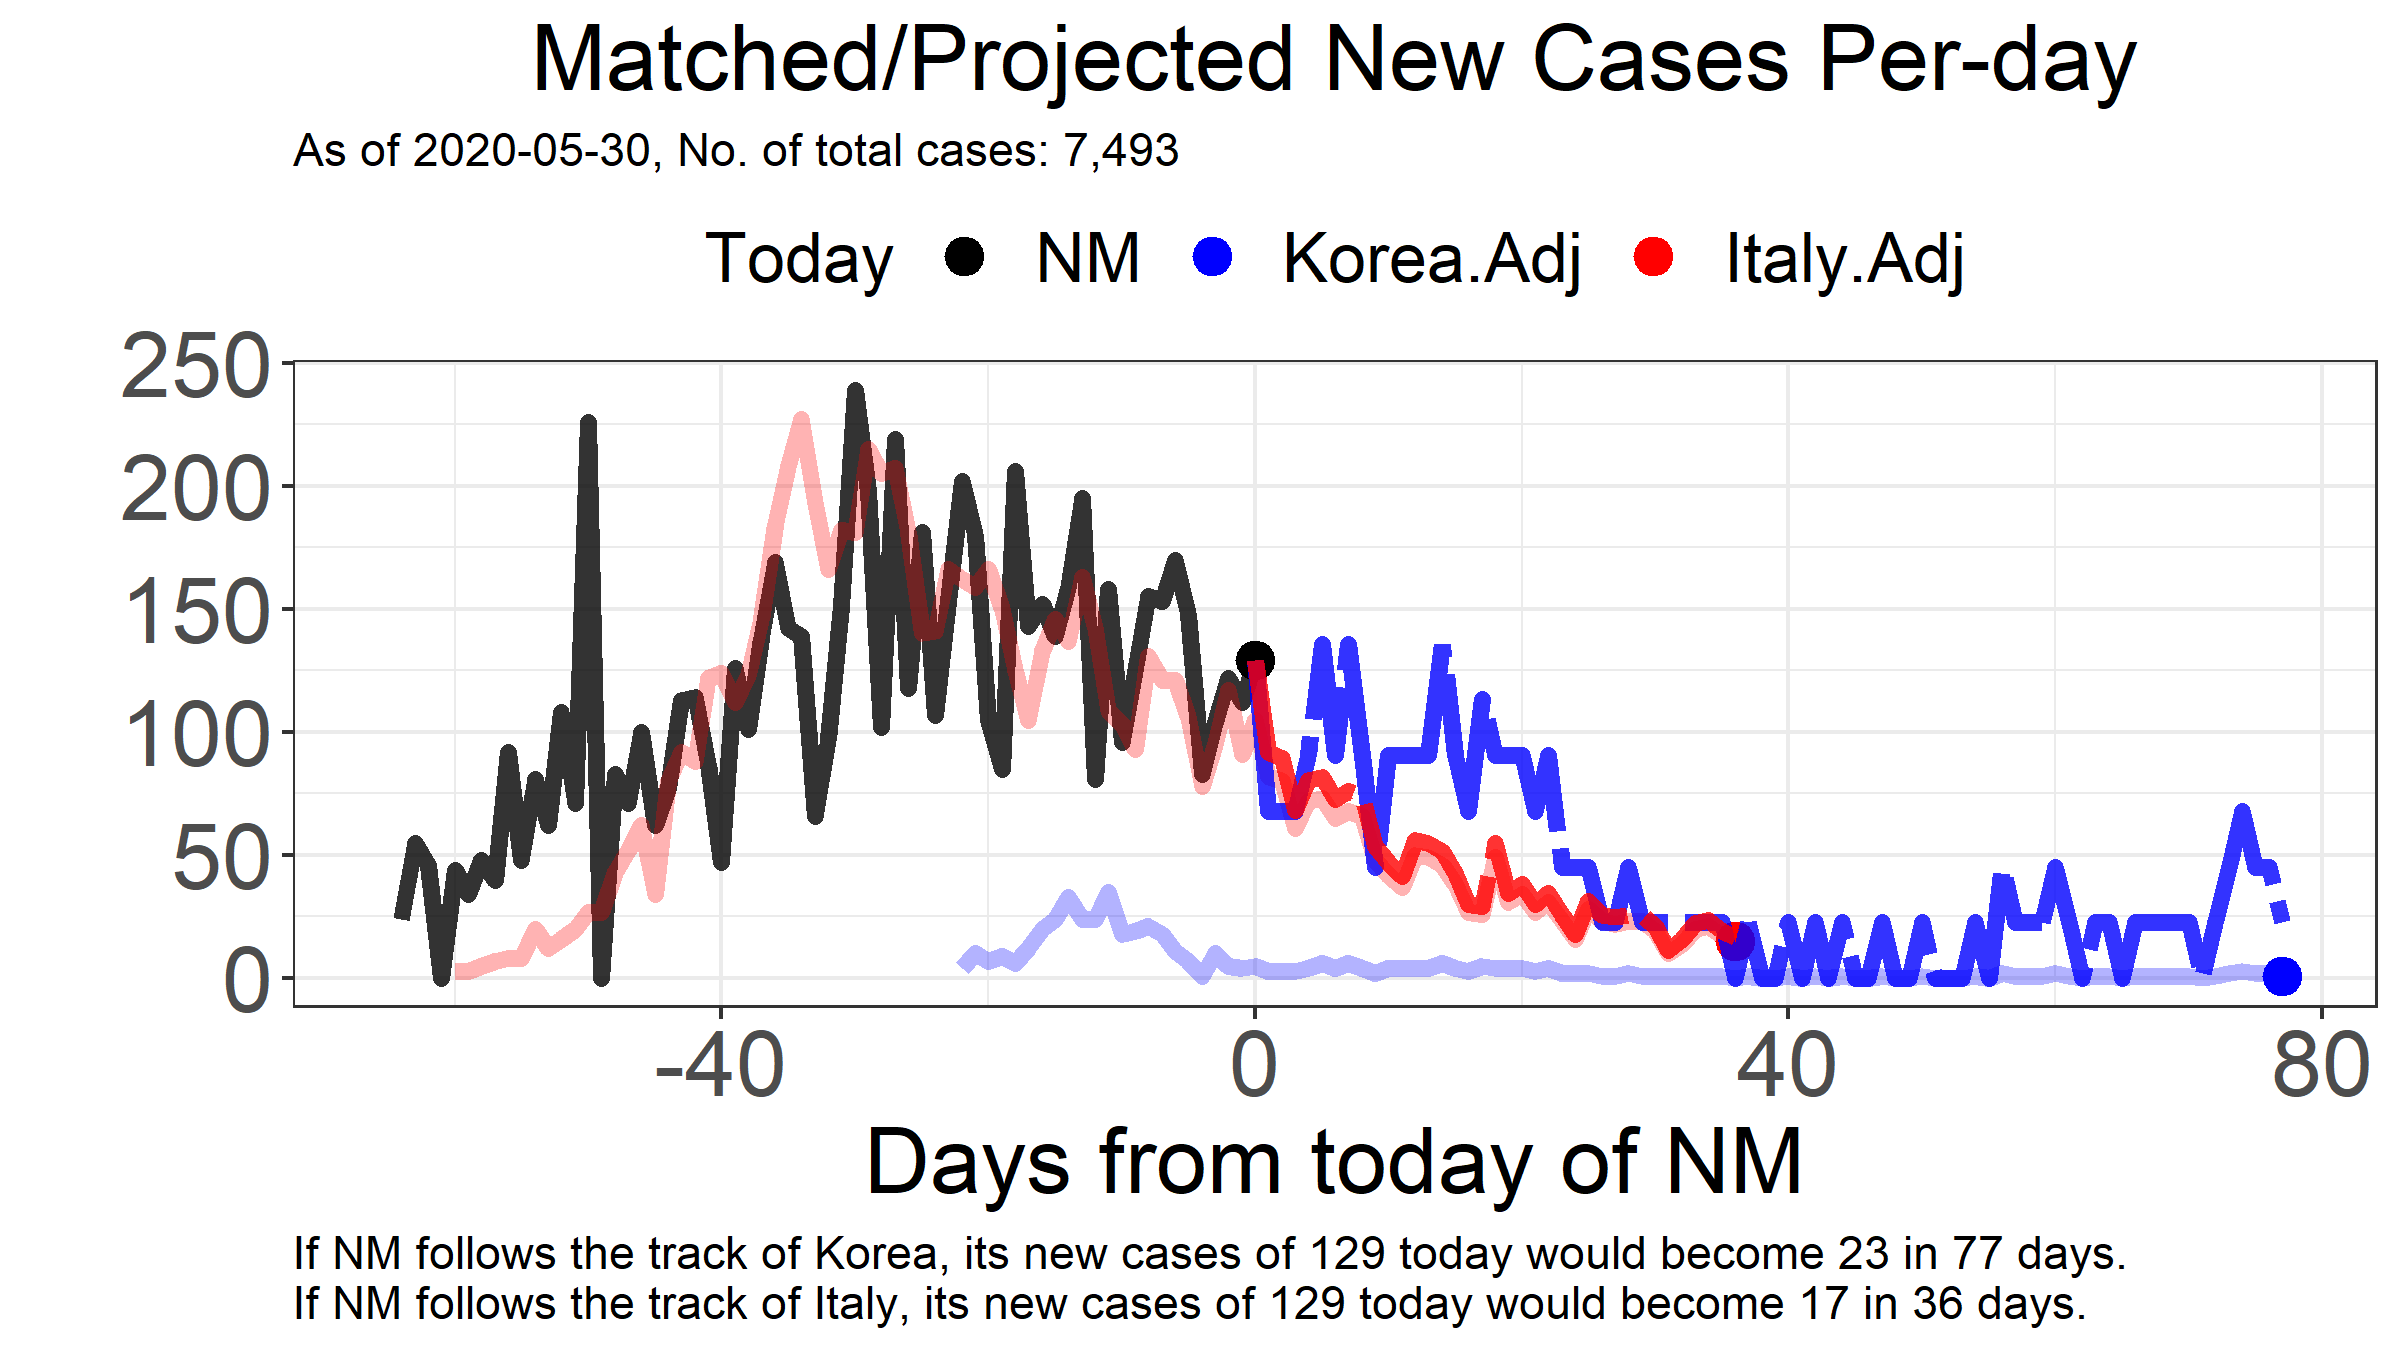 Matched/Projected New Cases Per-day
As of 2020-05-30, No. of total cases: 7,493
Today NM Korea.Adj Italy.Adj
250
200
150
100
50
0
-40 0 40 80
Days from today of NM
If NM follows the track of Korea, its new cases of 129 today would become 23 in 77 days.
If NM follows the track of Italy, its new cases of 129 today would become 17 in 36 days.